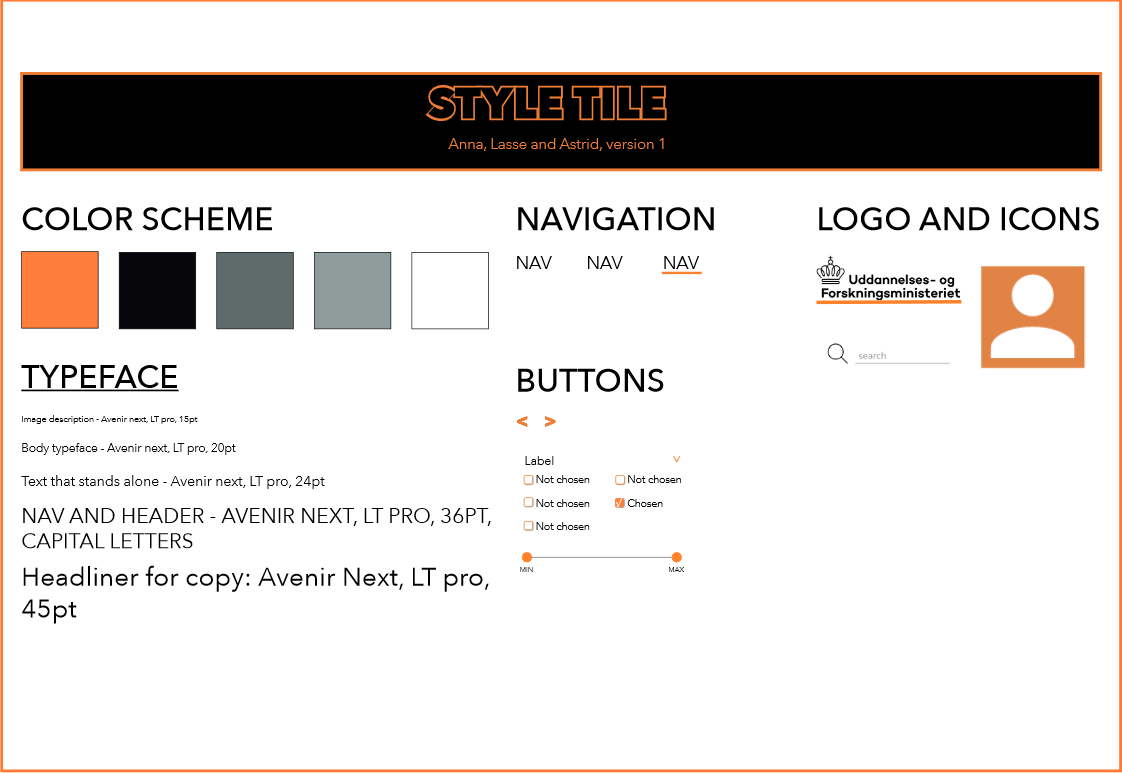 STYLE TILE
Anna, Lasse and Astrid, version 1
COLOR SCHEME
TYPEFACE
Image description - Avenir next, LT pro, 15pt
Body typeface - Avenir next, LT pro, 20pt
Text that stands alone - Avenir next, LT pro, 24pt
NAV AND HEADER - AVENIR NEXT, LT PRO, 36PT,
CAPITAL LETTERS
Headliner for copy: Avenir Next, LT pro,
45pt
NAVIGATION
NAV NAV NAV
BUTTONS
< >
Label
Not chosen Not chosen
Not chosen Chosen
Not chosen
MIN MAX
LOGO AND ICONS
Uddannelses- og
Forskningsministeriet
search